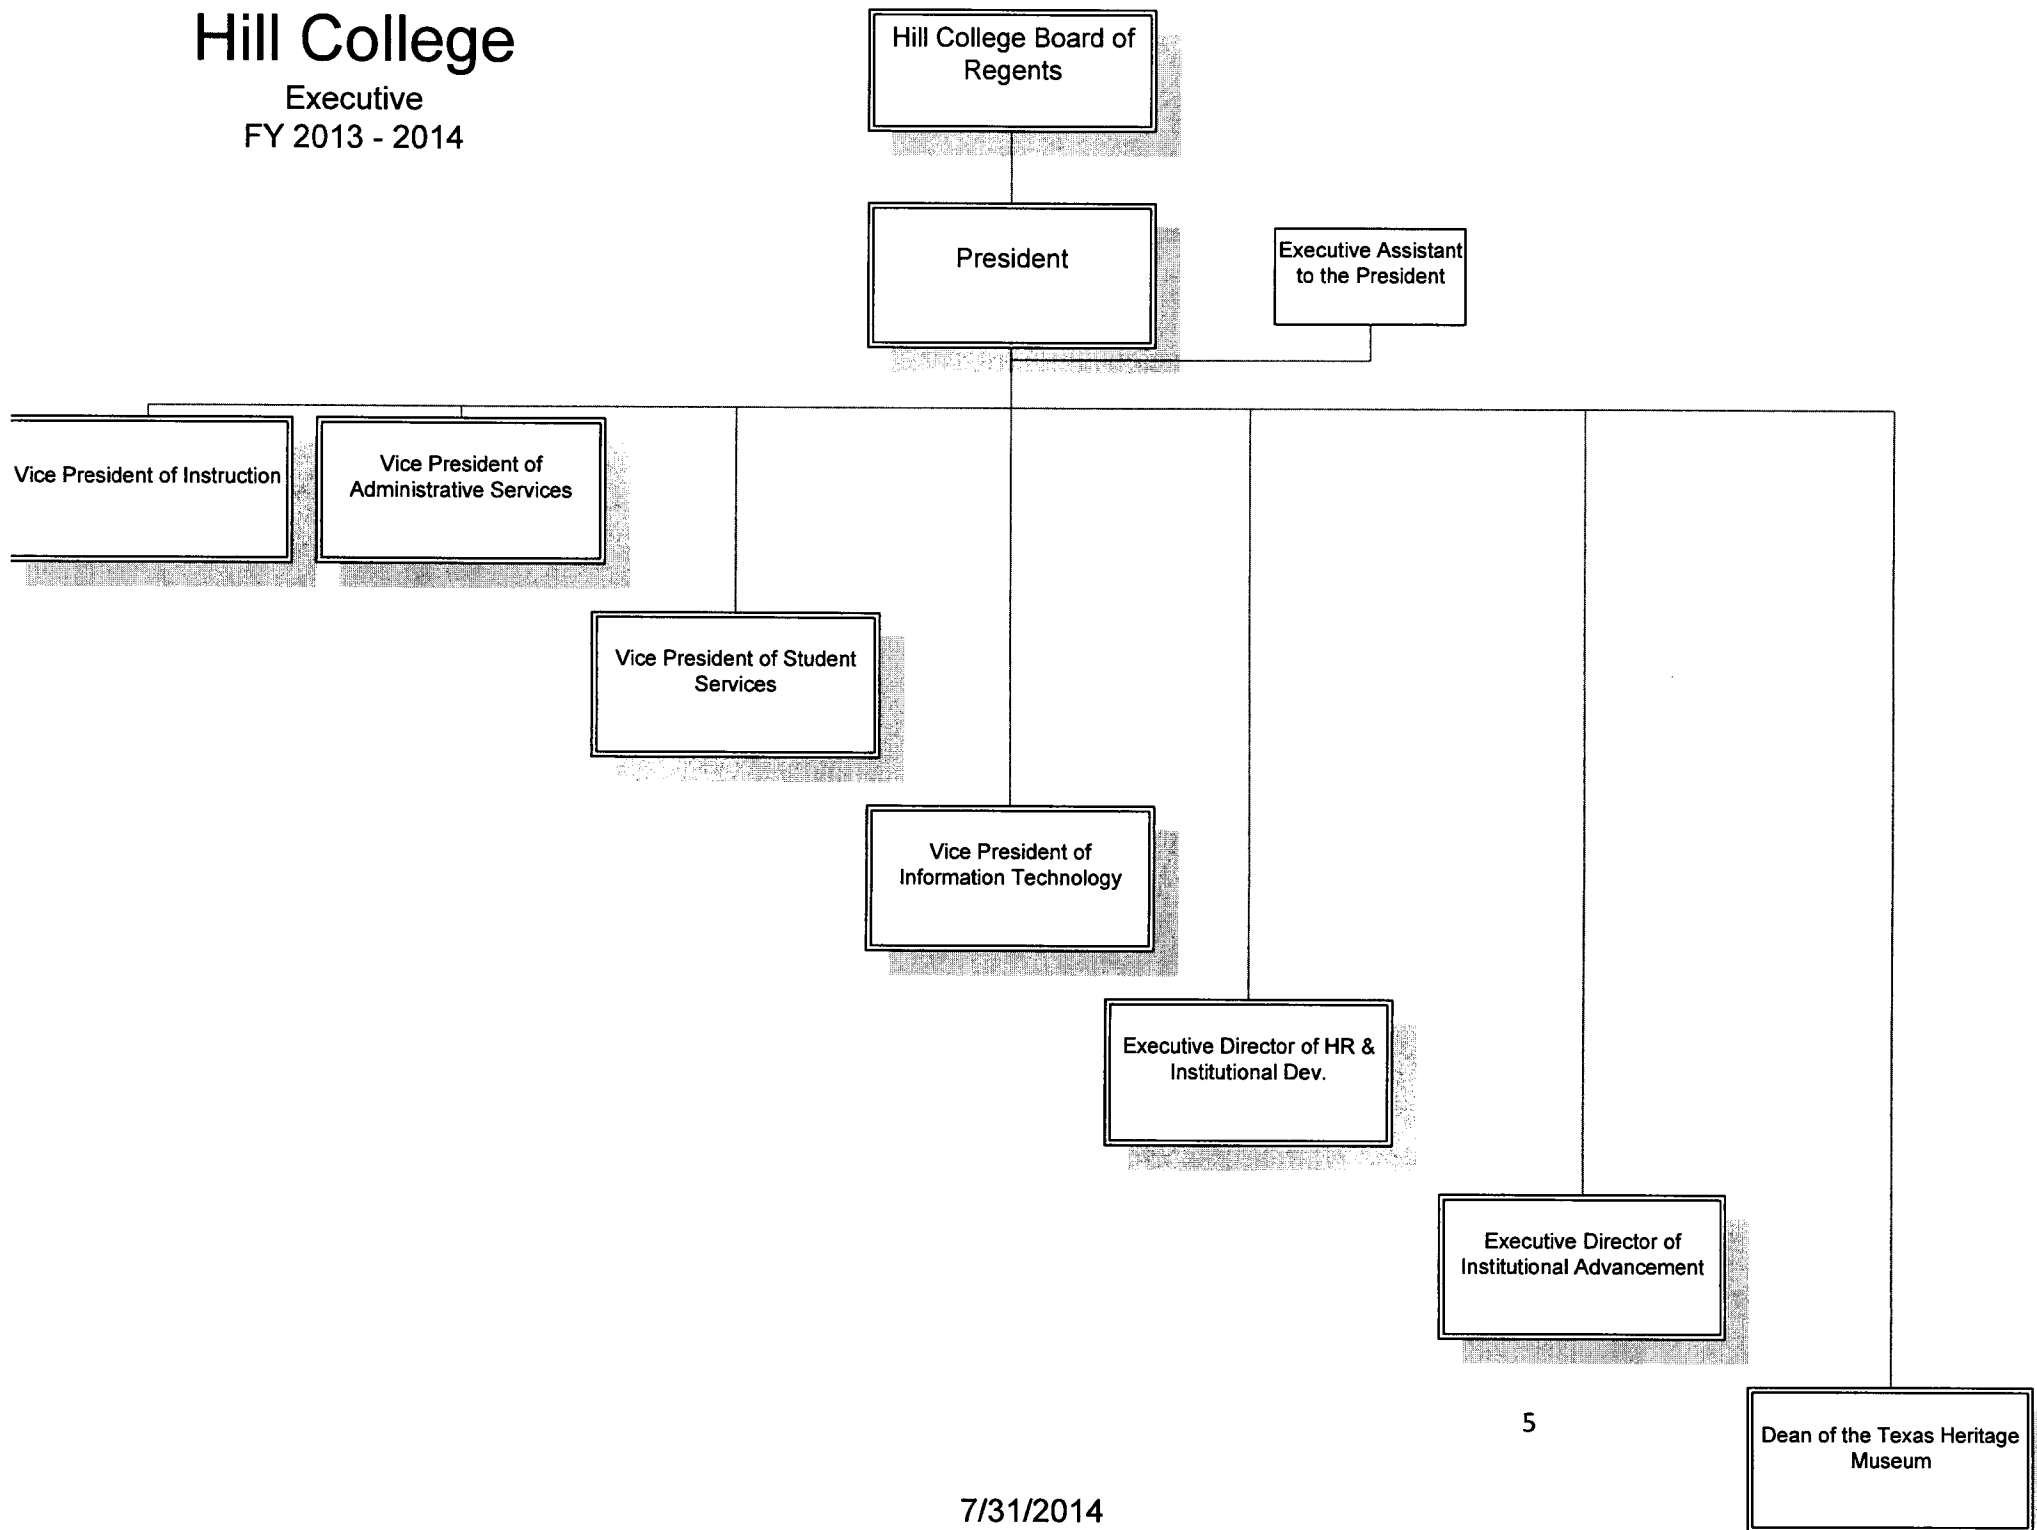 Hill College
Executive
FY 2013 - 2014
Hill College Board of
Regents
President
Executive Assistant
to the President
Vice President of Instruction
Vice President of
Administrative Services
Vice President of Student
Services
Vice President of
Information Technology
Executive Director of HR &
Institutional Dev.
Executive Director of
Institutional Advancement
Dean of the Texas Heritage
Museum
5
7/31/2014